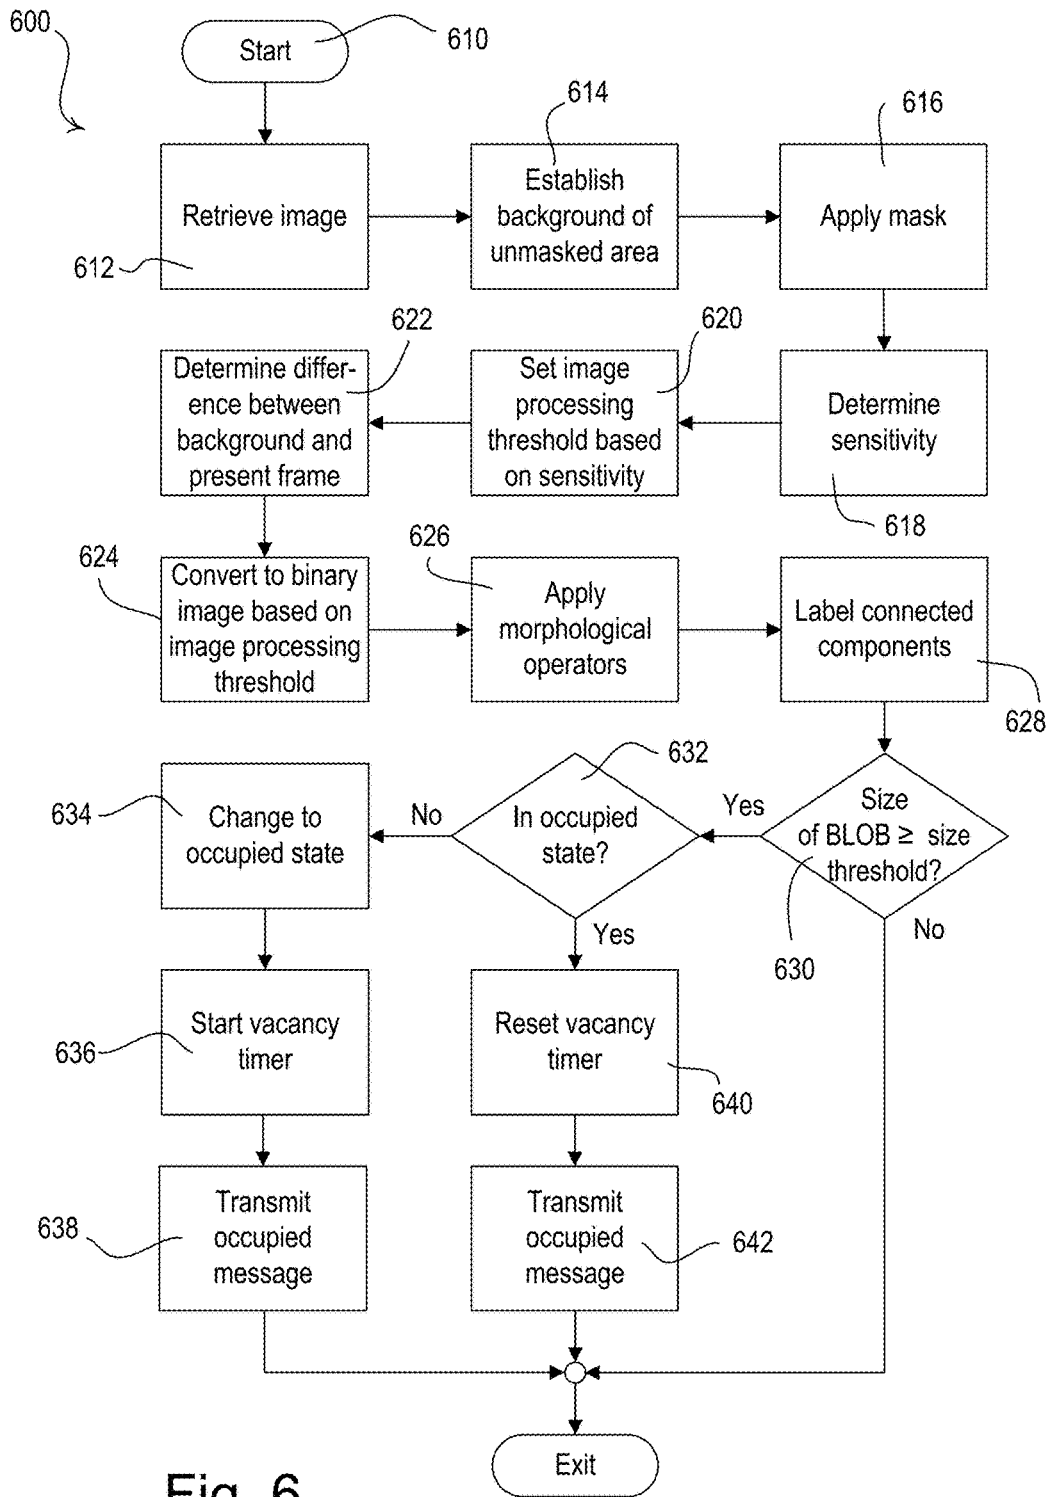 600
Start
610
614
616
Retrieve image
612
Establish
background of
unmasked area
Apply mask
622
620
Determine differ-
ence between
background and
present frame
Set image
processing
threshold based
on sensitivity
Determine
sensitivity
618
624
626
Convert to binary
image based on
image processing
threshold
Apply
morphological
operators
Label connected
components
628
632
634
Change to
occupied state
No
In occupied
state?
Yes
Yes
Size
of BLOB ≥ size
threshold?
630
No
636
Start vacancy
timer
Reset vacancy
timer
640
638
Transmit
occupied
message
Transmit
occupied
message
642
Exit
Fig. 6